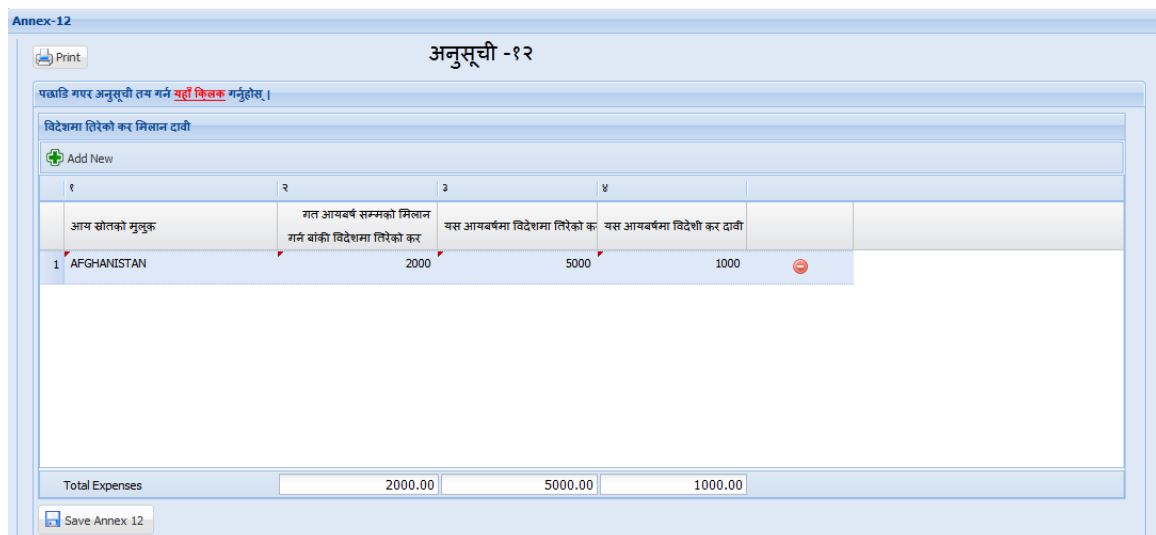 Annex-12
Print
अनुसूची -१२
पछाडि गएर अनुसूची तय गर्न यहाँ क्लिक गर्नुहोस् |
विदेशमा तिरेको कर मिलान दावी
Add New
१ २ ३ ४
आय स्रोतको मुलुक
गत आयबर्ष सम्मको मिलान
गर्न बांकी विदेशमा तिरेको कर
यस आयबर्षमा विदेशमा तिरेको क
यस आयबर्षमा विदेशी कर दावी
1 AFGHANISTAN 2000 5000 1000
Total Expenses 2000.00 5000.00 1000.00
Save Annex 12